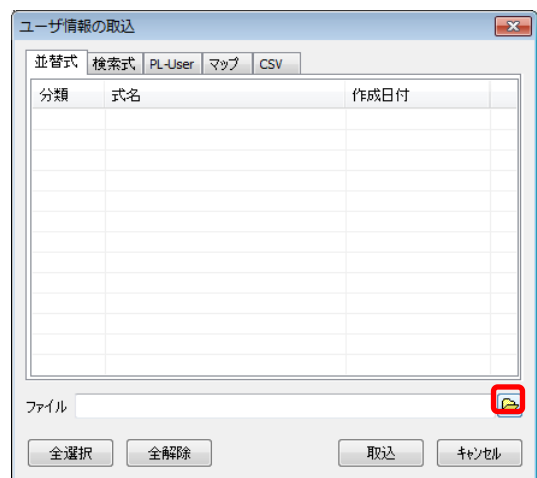 ユーザ情報の取込
並替式 検索式 PL-User マップ CSV
分類 式名 作成日付
ファイル
全選択 全解除 取込 キャンセル